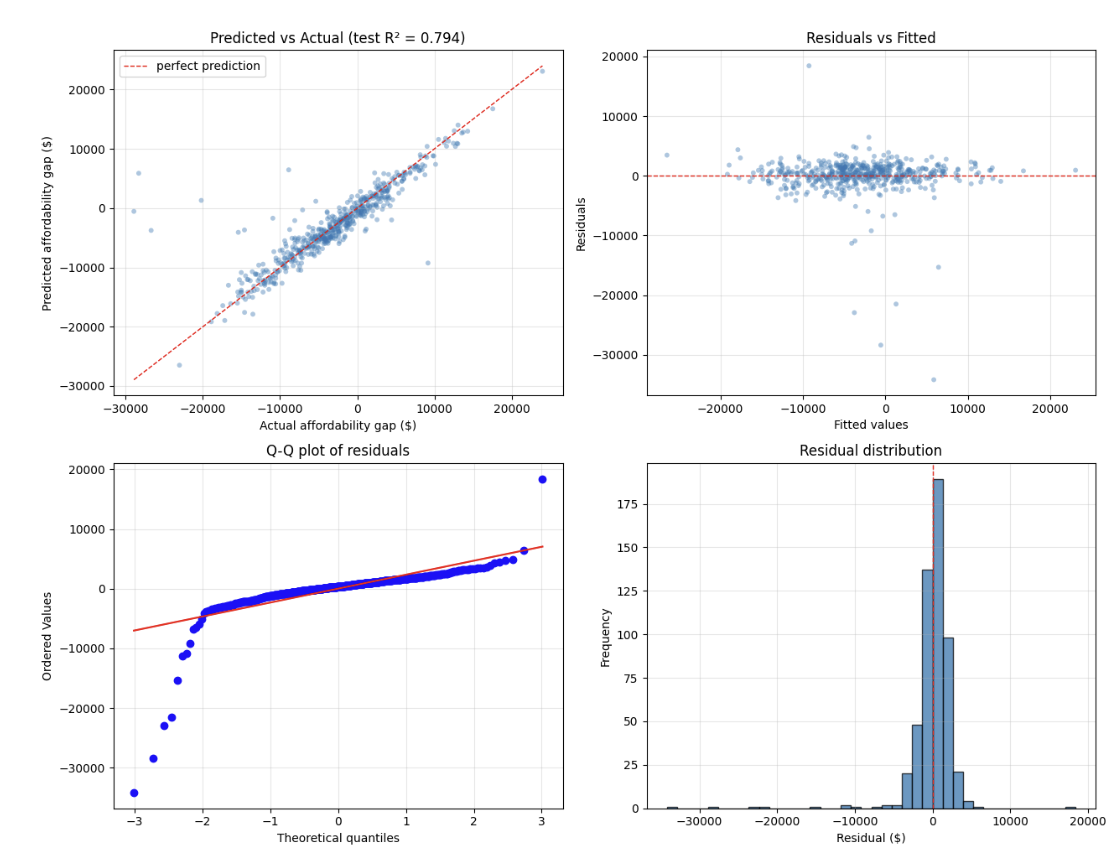 Predicted vs Actual (test R² = 0.794)
perfect prediction
Predicted affordability gap ($)
20000
10000
0
−10000
−20000
−30000
−30000 −20000 −10000 0 10000 20000
Actual affordability gap ($)
Residuals vs Fitted
Residuals
20000
10000
0
−10000
−20000
−30000
−20000 −10000 0 10000 20000
Fitted values
Q-Q plot of residuals
Ordered Values
20000
10000
0
−10000
−20000
−30000
−3 −2 −1 0 1 2 3
Theoretical quantiles
Residual distribution
Frequency
175
150
125
100
75
50
25
0
−30000 −20000 −10000 0 10000 20000
Residual ($)